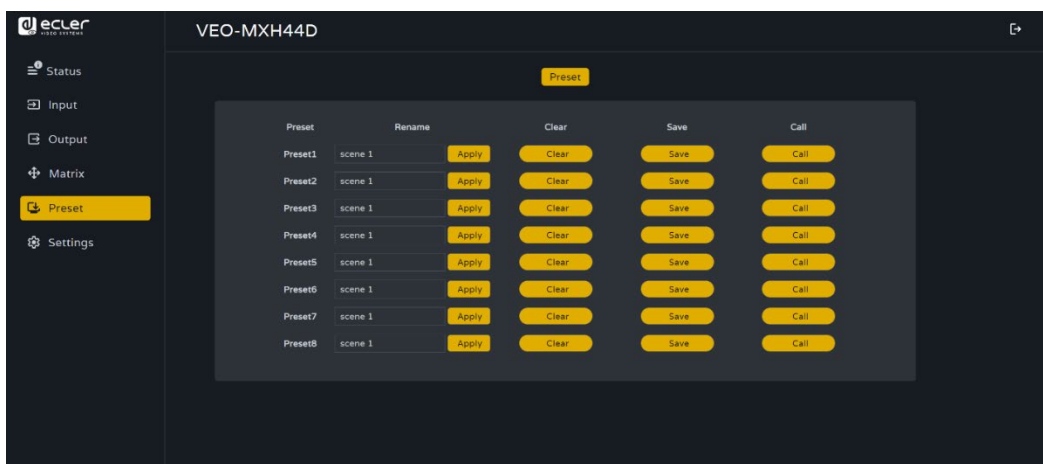 ecler
VIDEO SYSTEMS
VEO-MXH44D
Status
Input
Output
Matrix
Preset
Settings
Preset
Preset Rename Clear Save Call
Preset1 scene 1 Apply Clear Save Call
Preset2 scene 1 Apply Clear Save Call
Preset3 scene 1 Apply Clear Save Call
Preset4 scene 1 Apply Clear Save Call
Preset5 scene 1 Apply Clear Save Call
Preset6 scene 1 Apply Clear Save Call
Preset7 scene 1 Apply Clear Save Call
Preset8 scene 1 Apply Clear Save Call